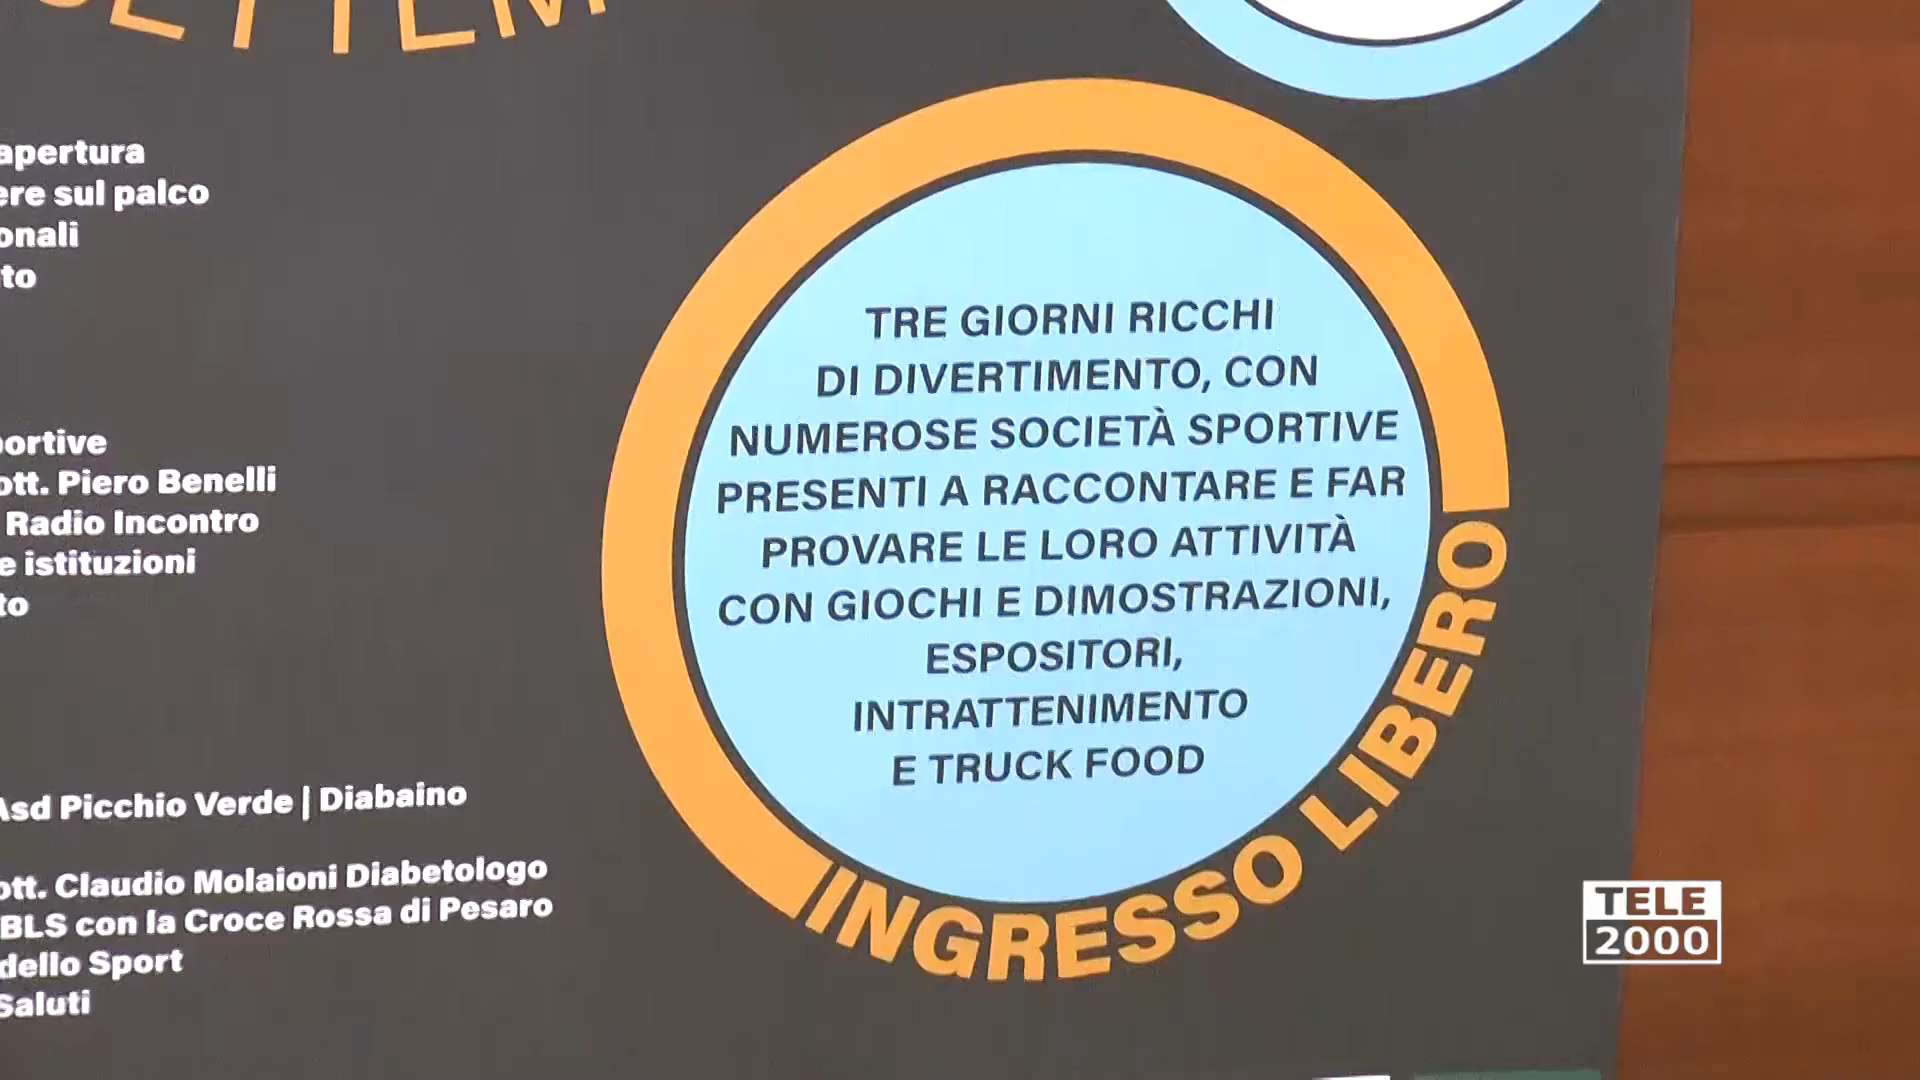 SETTEM
apertura
ere sul palco
onali
to
portive
ott. Piero Benelli
Radio Incontro
e istituzioni
to
Asd Picchio Verde | Diabaino
ott. Claudio Molaioni Diabetologo
BLS con la Croce Rossa di Pesaro
dello Sport
Saluti
TRE GIORNI RICCHI
DI DIVERTIMENTO, CON
NUMEROSE SOCIETÀ SPORTIVE
PRESENTI A RACCONTARE E FAR
PROVARE LE LORO ATTIVITÀ
CON GIOCHI E DIMOSTRAZIONI,
ESPOSITORI,
INTRATTENIMENTO
E TRUCK FOOD
INGRESSO LIBERO
TELE
2000